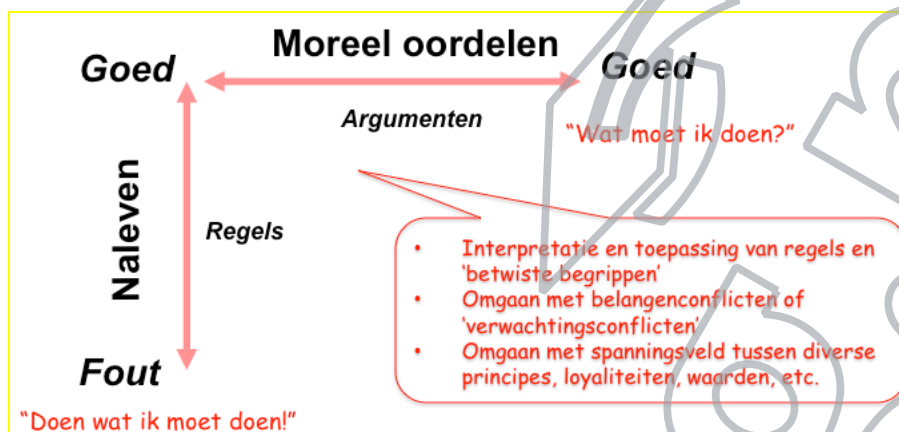 Moreel oordelen
Goed
Goed
Argumenten
"Wat moet ik doen?"
Naleven
Regels
• Interpretatie en toepassing van regels en
'betwiste begrippen'
• Omgaan met belangenconflicten of
'verwachtingsconflicten'
• Omgaan met spanningsveld tussen diverse
principes, loyaliteiten, waarden, etc.
Fout
"Doen wat ik moet doen!"